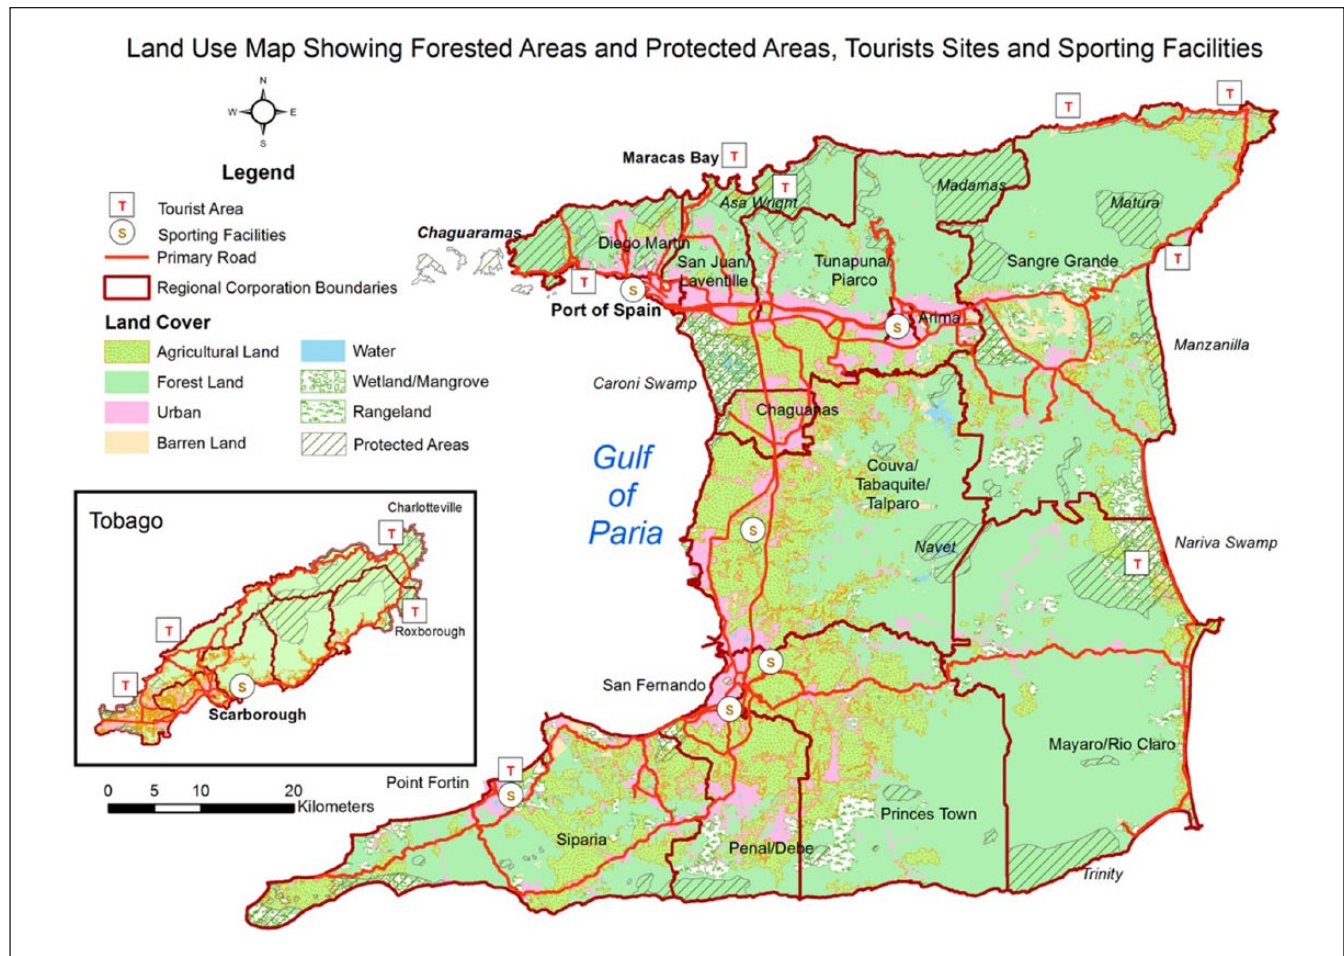 Land Use Map Showing Forested Areas and Protected Areas, Tourists Sites and Sporting Facilities
N
W
E
S
Legend
T
Tourist Area
S
Sporting Facilities
Primary Road
Regional Corporation Boundaries
Land Cover
Agricultural Land
Forest Land
Urban
Barren Land
Water
Wetland/Mangrove
Rangeland
Protected Areas
Tobago
Charlotteville
T
T
Roxborough
T
T
S
Scarborough
0
5
10
20
Kilometers
T
T
Maracas Bay
T
T
Asa Wright
Madamas
Matura
Chaguaramas
Diego Martin
San Juan/
Laventille
Tunapuna/
Piarco
Sangre Grande
T
T
S
Port of Spain
S
Arima
Manzanilla
Caroni Swamp
Chaguanas
Gulf
of
Paria
Couva/
Tabaquite/
Talparo
S
Navet
Nariva Swamp
T
S
San Fernando
S
Mayaro/Rio Claro
Point Fortin
T
S
Siparia
Penal/Debe
Princes Town
Trinity